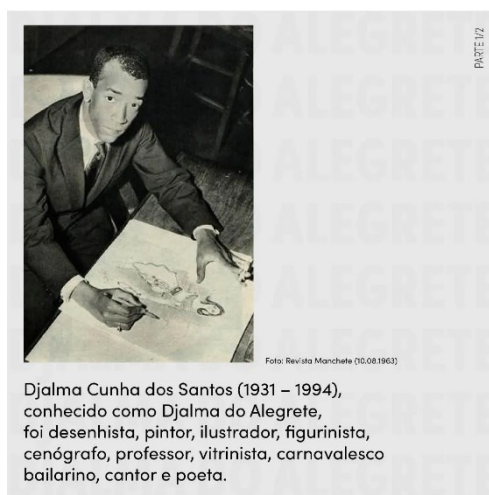 PARTE 1/2
ALEGRETE
ALEGRETE
ALEGRETE
ALEGRETE
ALEGRETE
ALEGRETE
Foto: Revista Manchete (10.08.1963)
Djalma Cunha dos Santos (1931 – 1994),
conhecido como Djalma do Alegrete,
foi desenhista, pintor, ilustrador, figurinista,
cenógrafo, professor, vitrinista, carnavalesco
bailarino, cantor e poeta.